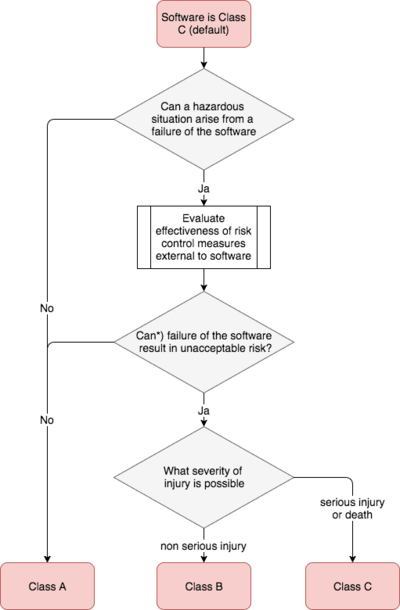 Software is Class
C (default)
Can a hazardous
situation arise from a
failure of the software
Ja
Evaluate
effectiveness of risk
control measures
external to software
No
Can*) failure of the software
result in unacceptable risk?
No
Ja
What severity of
injury is possible
serious injury
or death
non serious injury
Class A
Class B
Class C